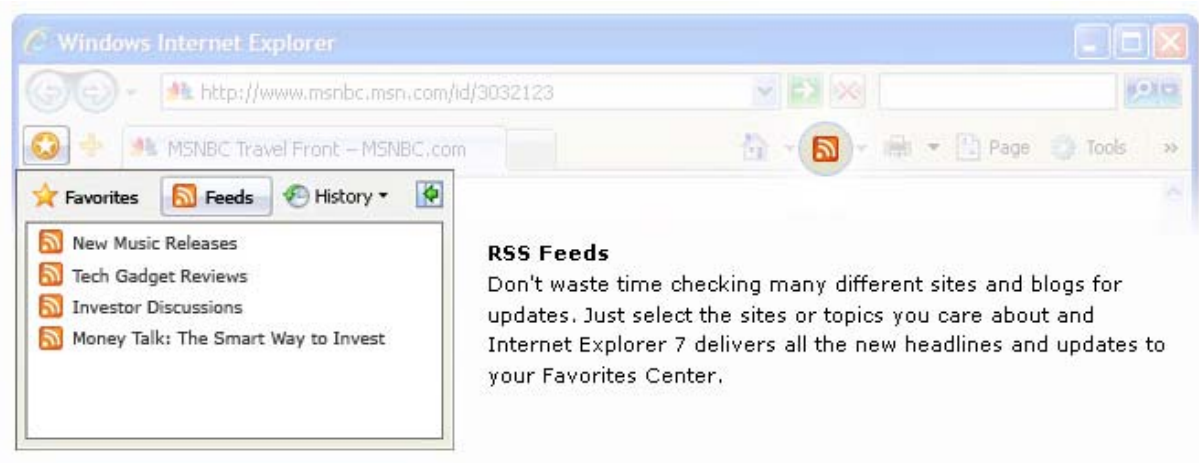 Windows Internet Explorer
http://www.msnbc.msn.com/id/3032123
MSNBC Travel Front – MSNBC.com
Page
Tools
»
Favorites
Feeds
History
New Music Releases
Tech Gadget Reviews
Investor Discussions
Money Talk: The Smart Way to Invest
RSS Feeds
Don't waste time checking many different sites and blogs for
updates. Just select the sites or topics you care about and
Internet Explorer 7 delivers all the new headlines and updates to
your Favorites Center.